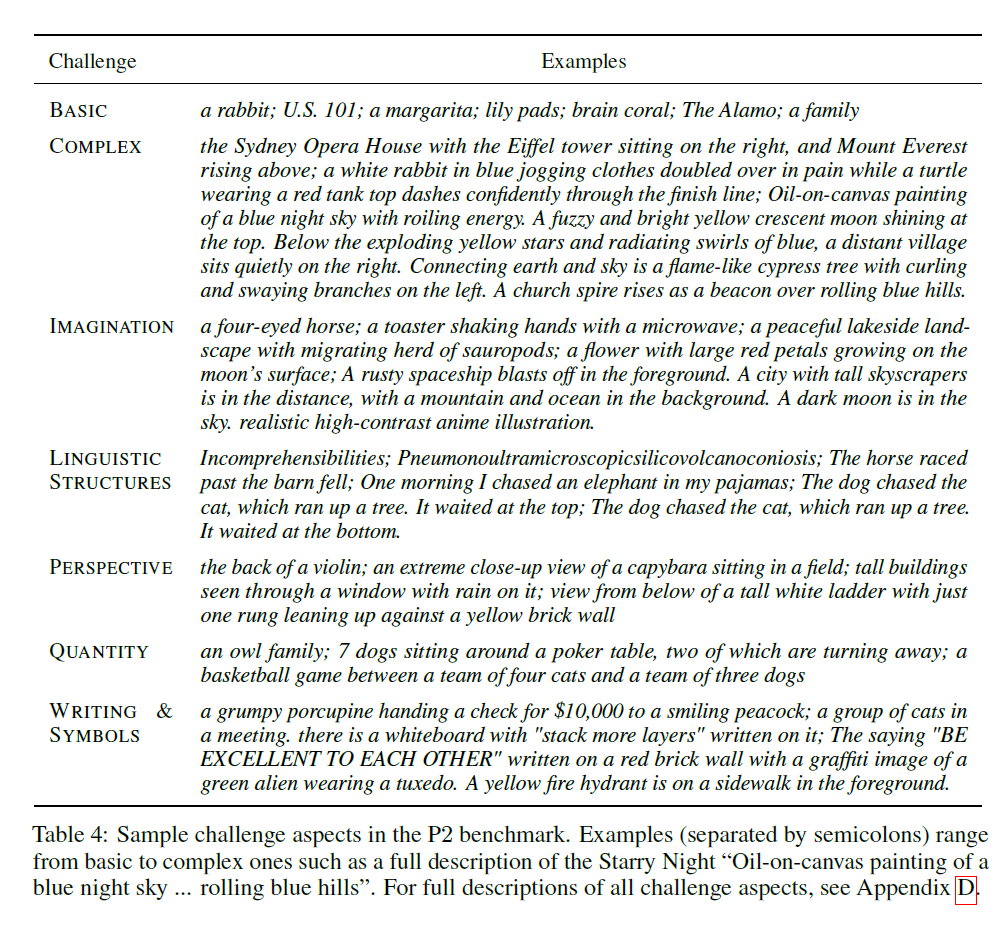 Challenge Examples
BASIC a rabbit; U.S. 101; a margarita; lily pads; brain coral; The Alamo; a family
COMPLEX the Sydney Opera House with the Eiffel tower sitting on the right, and Mount Everest
rising above; a white rabbit in blue jogging clothes doubled over in pain while a turtle
wearing a red tank top dashes confidently through the finish line; Oil-on-canvas painting
of a blue night sky with roiling energy. A fuzzy and bright yellow crescent moon shining at
the top. Below the exploding yellow stars and radiating swirls of blue, a distant village
sits quietly on the right. Connecting earth and sky is a flame-like cypress tree with curling
and swaying branches on the left. A church spire rises as a beacon over rolling blue hills.
IMAGINATION a four-eyed horse; a toaster shaking hands with a microwave; a peaceful lakeside land-
scape with migrating herd of sauropods; a flower with large red petals growing on the
moon's surface; A rusty spaceship blasts off in the foreground. A city with tall skyscrapers
is in the distance, with a mountain and ocean in the background. A dark moon is in the
sky. realistic high-contrast anime illustration.
LINGUISTIC Incomprehensibilities; Pneumonoultramicroscopicsilicovolcanoconiosis; The horse raced
STRUCTURES past the barn fell; One morning I chased an elephant in my pajamas; The dog chased the
cat, which ran up a tree. It waited at the top; The dog chased the cat, which ran up a tree.
It waited at the bottom.
PERSPECTIVE the back of a violin; an extreme close-up view of a capybara sitting in a field; tall buildings
seen through a window with rain on it; view from below of a tall white ladder with just
one rung leaning up against a yellow brick wall
QUANTITY an owl family; 7 dogs sitting around a poker table, two of which are turning away; a
basketball game between a team of four cats and a team of three dogs
WRITING & a grumpy porcupine handing a check for $10,000 to a smiling peacock; a group of cats in
SYMBOLS a meeting. there is a whiteboard with "stack more layers" written on it; The saying "BE
EXCELLENT TO EACH OTHER" written on a red brick wall with a graffiti image of a
green alien wearing a tuxedo. A yellow fire hydrant is on a sidewalk in the foreground.
Table 4: Sample challenge aspects in the P2 benchmark. Examples (separated by semicolons) range
from basic to complex ones such as a full description of the Starry Night “Oil-on-canvas painting of a
blue night sky ... rolling blue hills”. For full descriptions of all challenge aspects, see Appendix D.